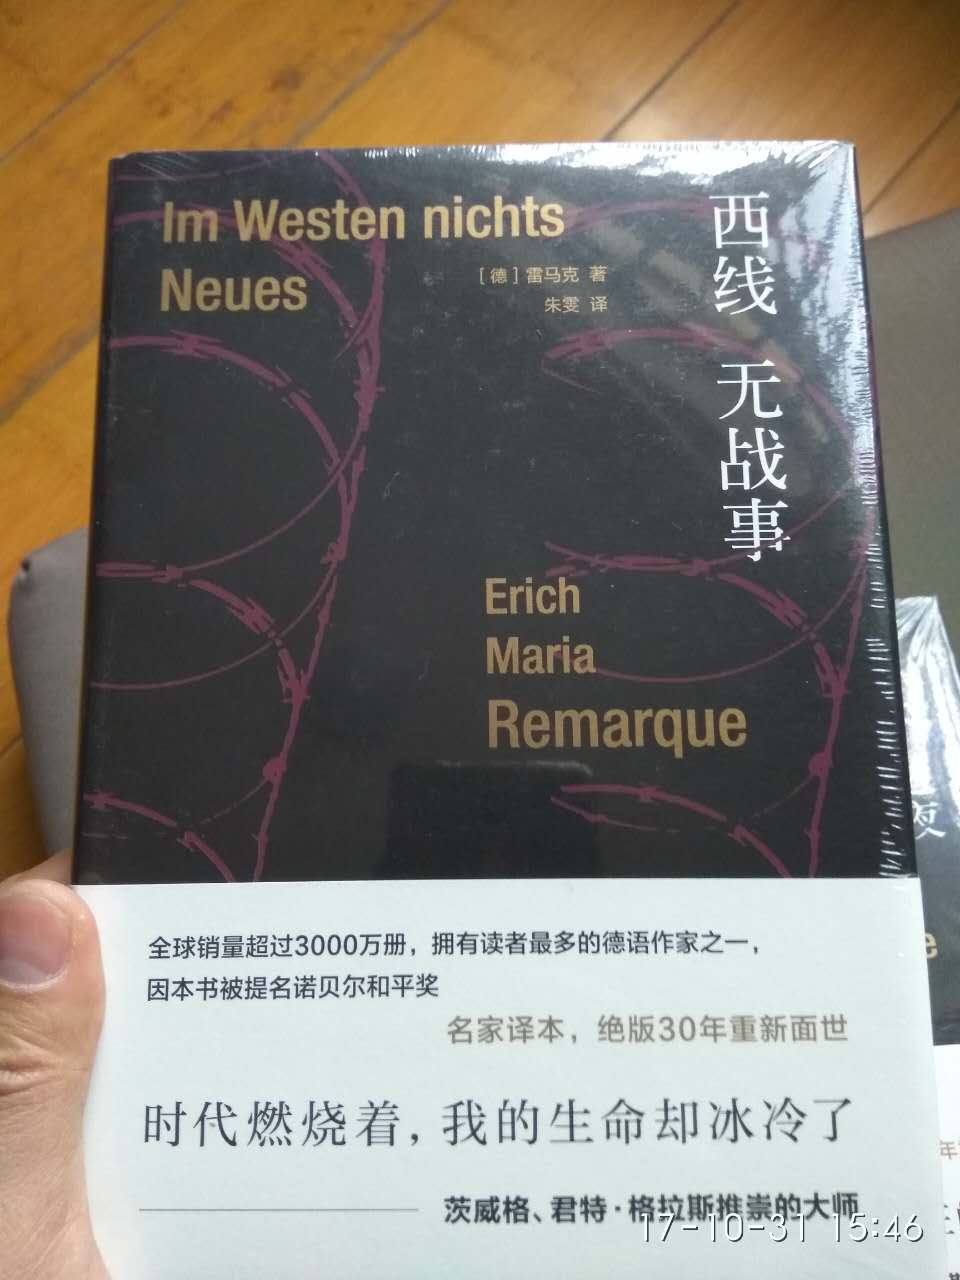 Im Westen nichts
Neues
［德］雷马克 著
朱雯 译
西线 无战事
Erich
Maria
Remarque
全球销量超过3000万册，拥有读者最多的德语作家之一，
因本书被提名诺贝尔和平奖
名家译本，绝版30年重新面世
时代燃烧着，我的生命却冰冷了
茨威格、君特·格拉斯推崇的大师
17-10-31 15:46